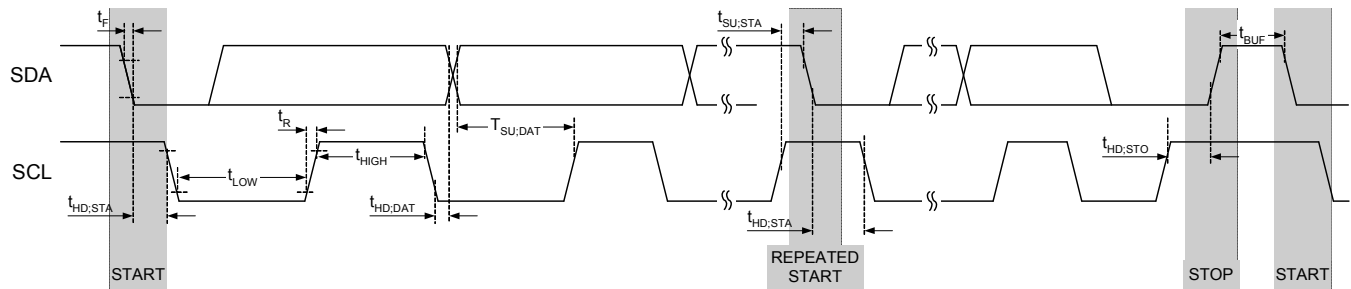 tF
tSU;STA
tBUF
SDA
tR
TSU;DAT
tHIGH
tHD;STO
SCL
tLOW
tHD;STA
tHD;DAT
tHD;STA
START
REPEATED
START
STOP
START